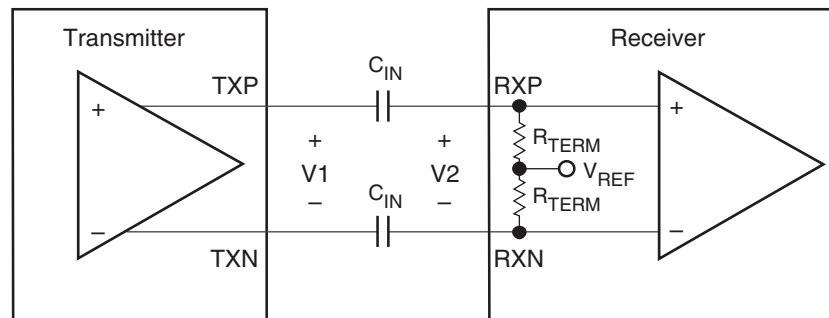 Transmitter
Receiver
TXP
C_IN
RXP
+
+
+
+
R_TERM
V1
V2
V_REF
R_TERM
–
–
–
C_IN
–
TXN
RXN